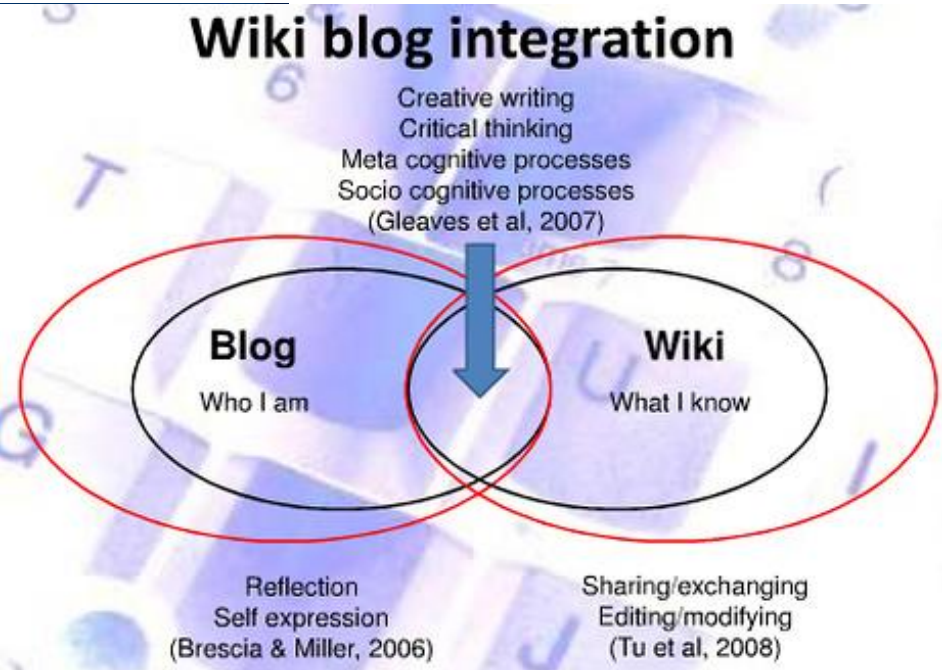 Wiki blog integration
Creative writing
Critical thinking
Meta cognitive processes
Socio cognitive processes
(Gleaves et al, 2007)
Blog
Who I am
Wiki
What I know
Reflection
Self expression
(Brescia & Miller, 2006)
Sharing/exchanging
Editing/modifying
(Tu et al, 2008)